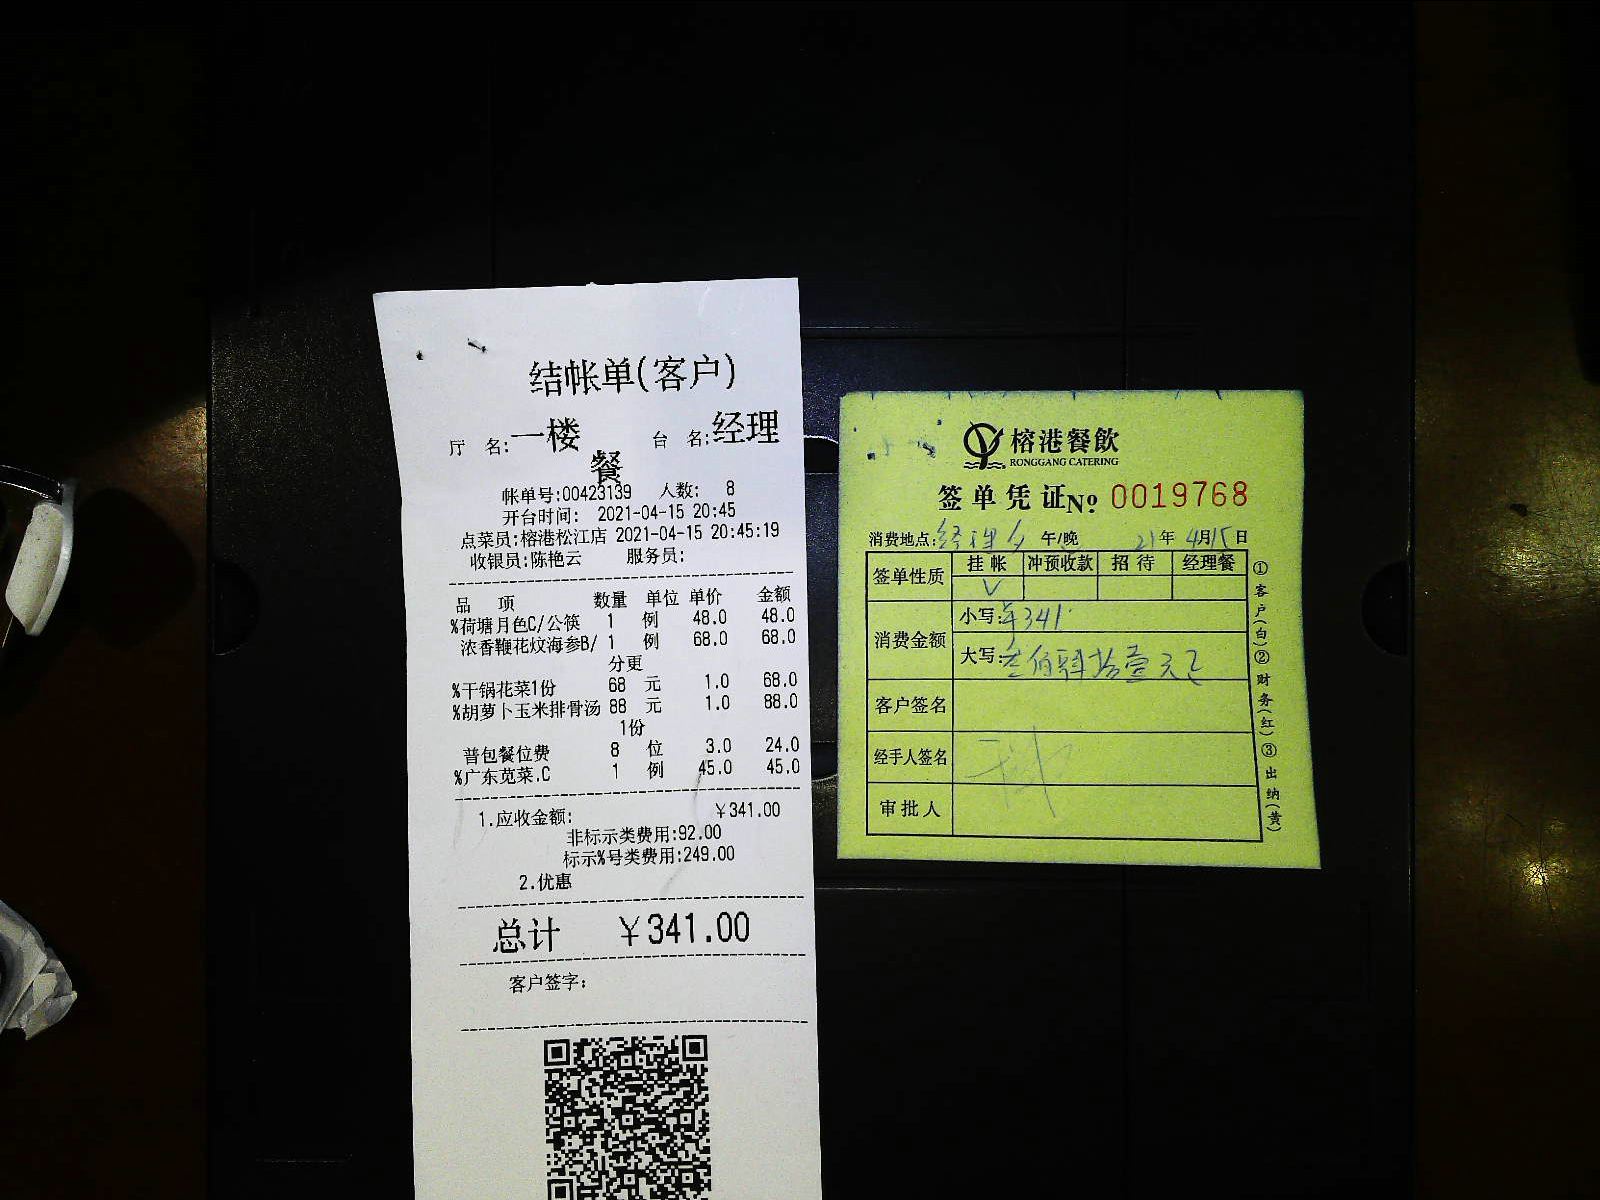 结帐单(客户)
厅 名:一楼 台 名:经理
餐
帐单号:00423139 人数: 8
开台时间: 2021-04-15 20:45
点菜员:榕港松江店 2021-04-15 20:45:19
收银员:陈艳云 服务员:
品 项 数量 单位 单价 金额
%荷塘月色C/公筷 1 例 48.0 48.0
浓香鞭花炆海参B/ 1 例 68.0 68.0
分更
%干锅花菜1份 68 元 1.0 68.0
%胡萝卜玉米排骨汤 88 元 1.0 88.0
1份
普包餐位费 8 位 3.0 24.0
%广东苋菜.C 1 例 45.0 45.0
1.应收金额: ￥341.00
非标示类费用:92.00
标示%号类费用:249.00
2.优惠
总计 ￥341.00
客户签字:
榕港餐飲
RONGGANG CATERING
签单凭证No 0019768
消费地点:经理 午/晚 21年 4月15日
签单性质 挂帐 冲预收款 招待 经理餐
V
消费金额 小写:¥341
大写:叁佰肆拾壹元正
客户签名
经手人签名
审批人
①客户(白)②财务(红)③出纳(黄)